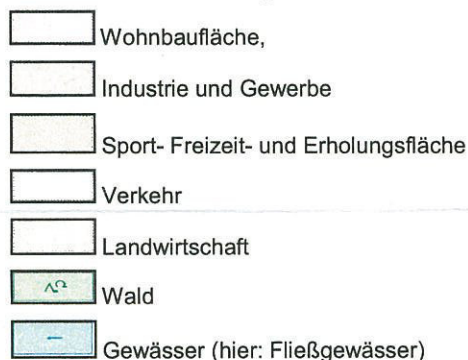 Wohnbaufläche,
Industrie und Gewerbe
Sport- Freizeit- und Erholungsfläche
Verkehr
Landwirtschaft
Wald
Gewässer (hier: Fließgewässer)